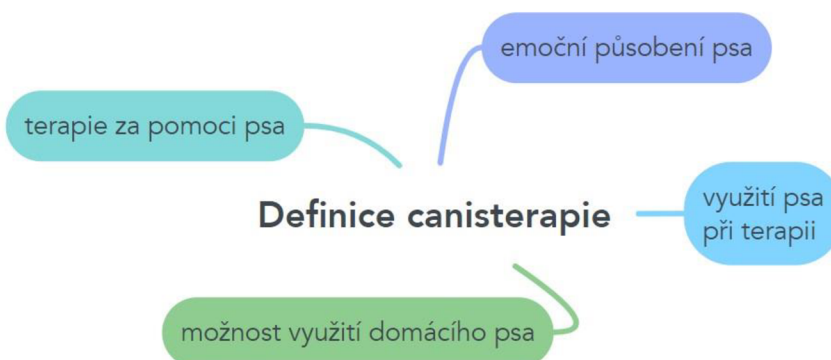 emoční působení psa
terapie za pomoci psa
využití psa
při terapii
Definice canisterapie
možnost využití domácího psa